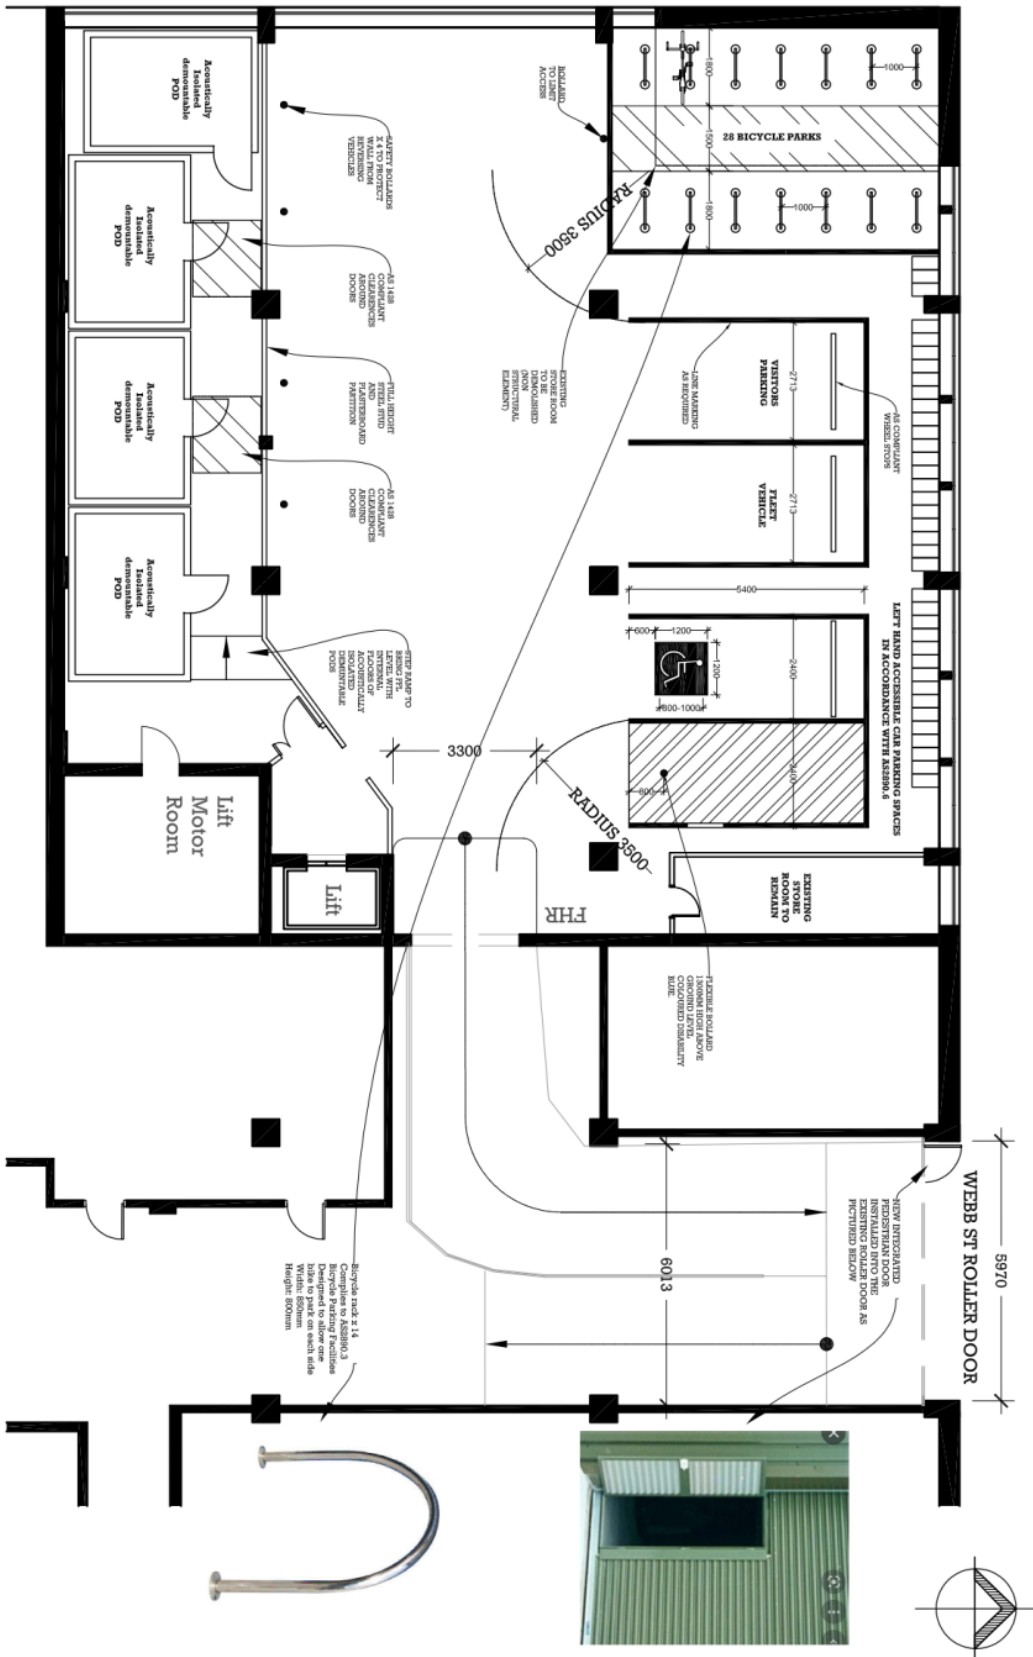 Acoustically
Isolated
demountable
POD
Acoustically
Isolated
demountable
POD
Acoustically
Isolated
demountable
POD
Acoustically
Isolated
demountable
POD
SAFETY BOLLARDS
X 4 TO PROTECT
WALL FROM
REVERSING
VEHICLES
AS 1428
COMPLIANT
CLEARENCES
AROUND
DOORS
FULL HEIGHT
STEEL STUD
AND
PLASTERBOARD
PARTITION
AS 1428
COMPLIANT
CLEARENCES
AROUND
DOORS
STEP RAMP TO
BRING FFL
LEVEL WITH
INTERNAL
FLOORS OF
ACOUSTICALLY
ISOLATED
DEMUNTABLE
PODS
BOLLARD
TO LIMIT
ACCESS
1800
1500
1800
1000
1000
28 BICYCLE PARKS
RADIUS 3500
EXISTING
STORE ROOM
TO BE
DEMOLISHED
(NON
STRUCTURAL
ELEMENT)
LINE MARKING
AS REQUIRED
VISITORS
PARKING
2713
AS COMPLIANT
WHEEL STOPS
FLEET
VEHICLE
2713
5400
600
1200
1200
800-1000
2400
2400
800
LEFT HAND ACCESSIBLE CAR PARKING SPACES
IN ACCORDANCE WITH AS2890.6
3300
RADIUS 3500
Lift
Motor
Room
Lift
FHR
EXISTING
STORE
ROOM TO
REMAIN
FLEXIBLE BOLLARD
1300MM HIGH ABOVE
GROUND LEVEL
COLOURED DISABILITY
BLUE.
6013
5970
WEBB ST ROLLER DOOR
NEW INTEGRATED
PEDESTRIAN DOOR
INSTALLED INTO THE
EXISTING ROLLER DOOR AS
PICTURED BELOW
Bicycle rack x 14
Complies to AS2890.3
Bicycle Parking Facilities
Designed to allow one
bike to park on each side
Width: 850mm
Height: 800mm